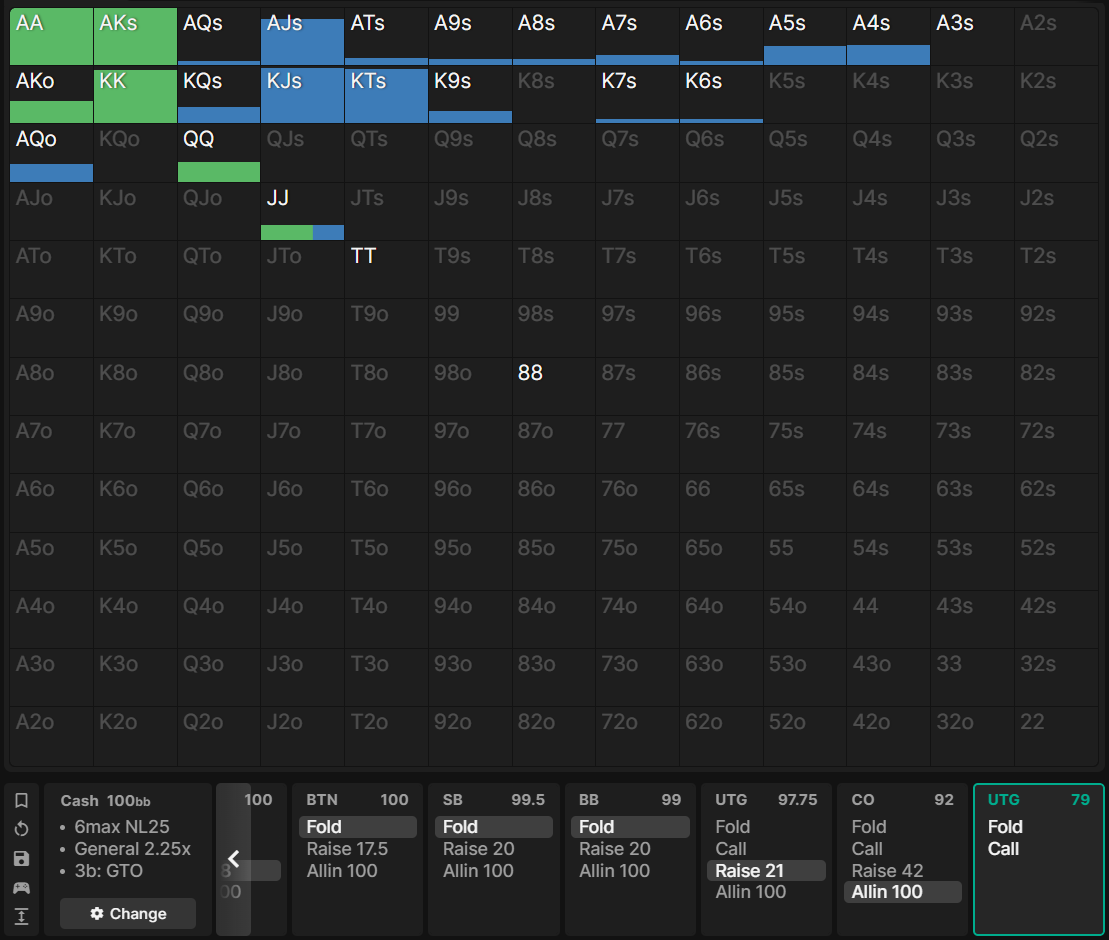 AA AKs AQs AJs ATs A9s A8s A7s A6s A5s A4s A3s A2s
AKo KK KQs KJs KTs K9s K8s K7s K6s K5s K4s K3s K2s
AQo KQo QQ QJs QTs Q9s Q8s Q7s Q6s Q5s Q4s Q3s Q2s
AJo KJo QJo JJ JTs J9s J8s J7s J6s J5s J4s J3s J2s
ATo KTo QTo JTo TT T9s T8s T7s T6s T5s T4s T3s T2s
A9o K9o Q9o J9o T9o 99 98s 97s 96s 95s 94s 93s 92s
A8o K8o Q8o J8o T8o 98o 88 87s 86s 85s 84s 83s 82s
A7o K7o Q7o J7o T7o 97o 87o 77 76s 75s 74s 73s 72s
A6o K6o Q6o J6o T6o 96o 86o 76o 66 65s 64s 63s 62s
A5o K5o Q5o J5o T5o 95o 85o 75o 65o 55 54s 53s 52s
A4o K4o Q4o J4o T4o 94o 84o 74o 64o 54o 44 43s 42s
A3o K3o Q3o J3o T3o 93o 83o 73o 63o 53o 43o 33 32s
A2o K2o Q2o J2o T2o 92o 82o 72o 62o 52o 42o 32o 22
Cash 100bb
• 6max NL25
• General 2.25x
• 3b: GTO
Change
100
8
00
BTN 100
Fold
Raise 17.5
Allin 100
SB 99.5
Fold
Raise 20
Allin 100
BB 99
Fold
Raise 20
Allin 100
UTG 97.75
Fold
Call
Raise 21
Allin 100
CO 92
Fold
Call
Raise 42
Allin 100
UTG 79
Fold
Call